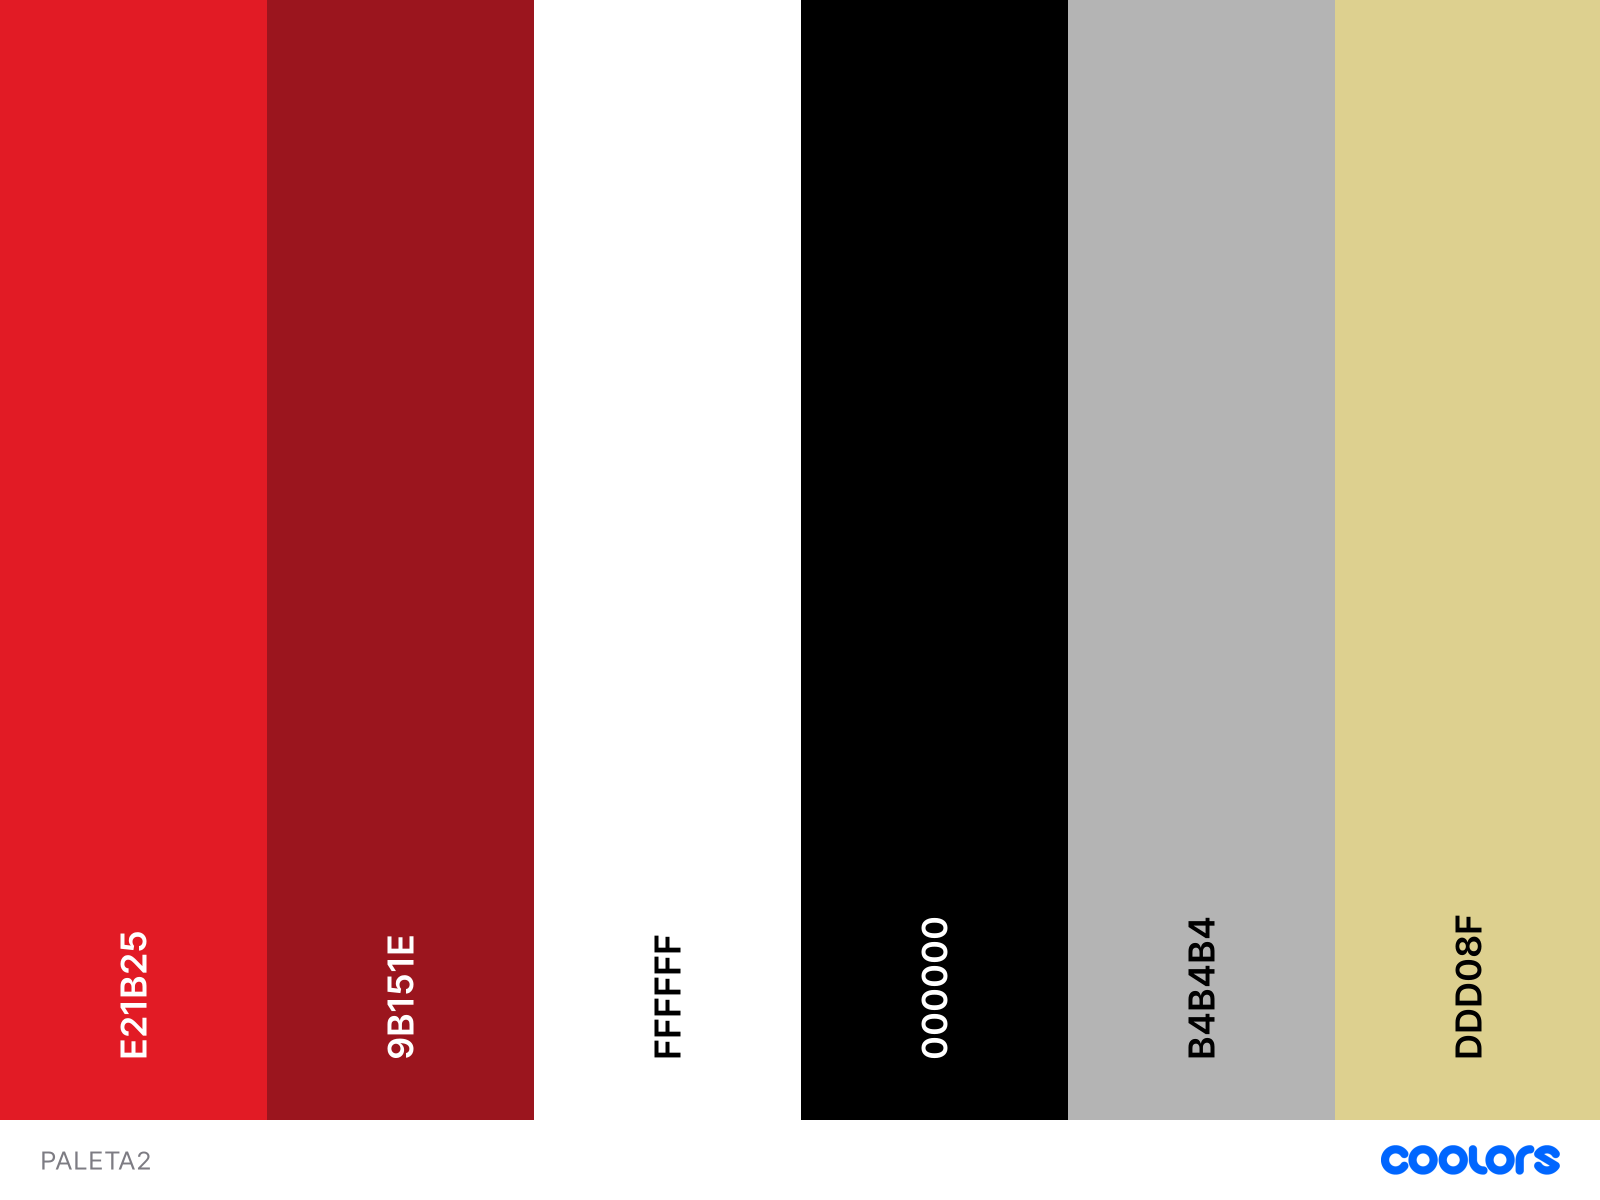 E21B25
9B151E
FFFFFF
000000
B4B4B4
DDD08F
PALETA2
coolors